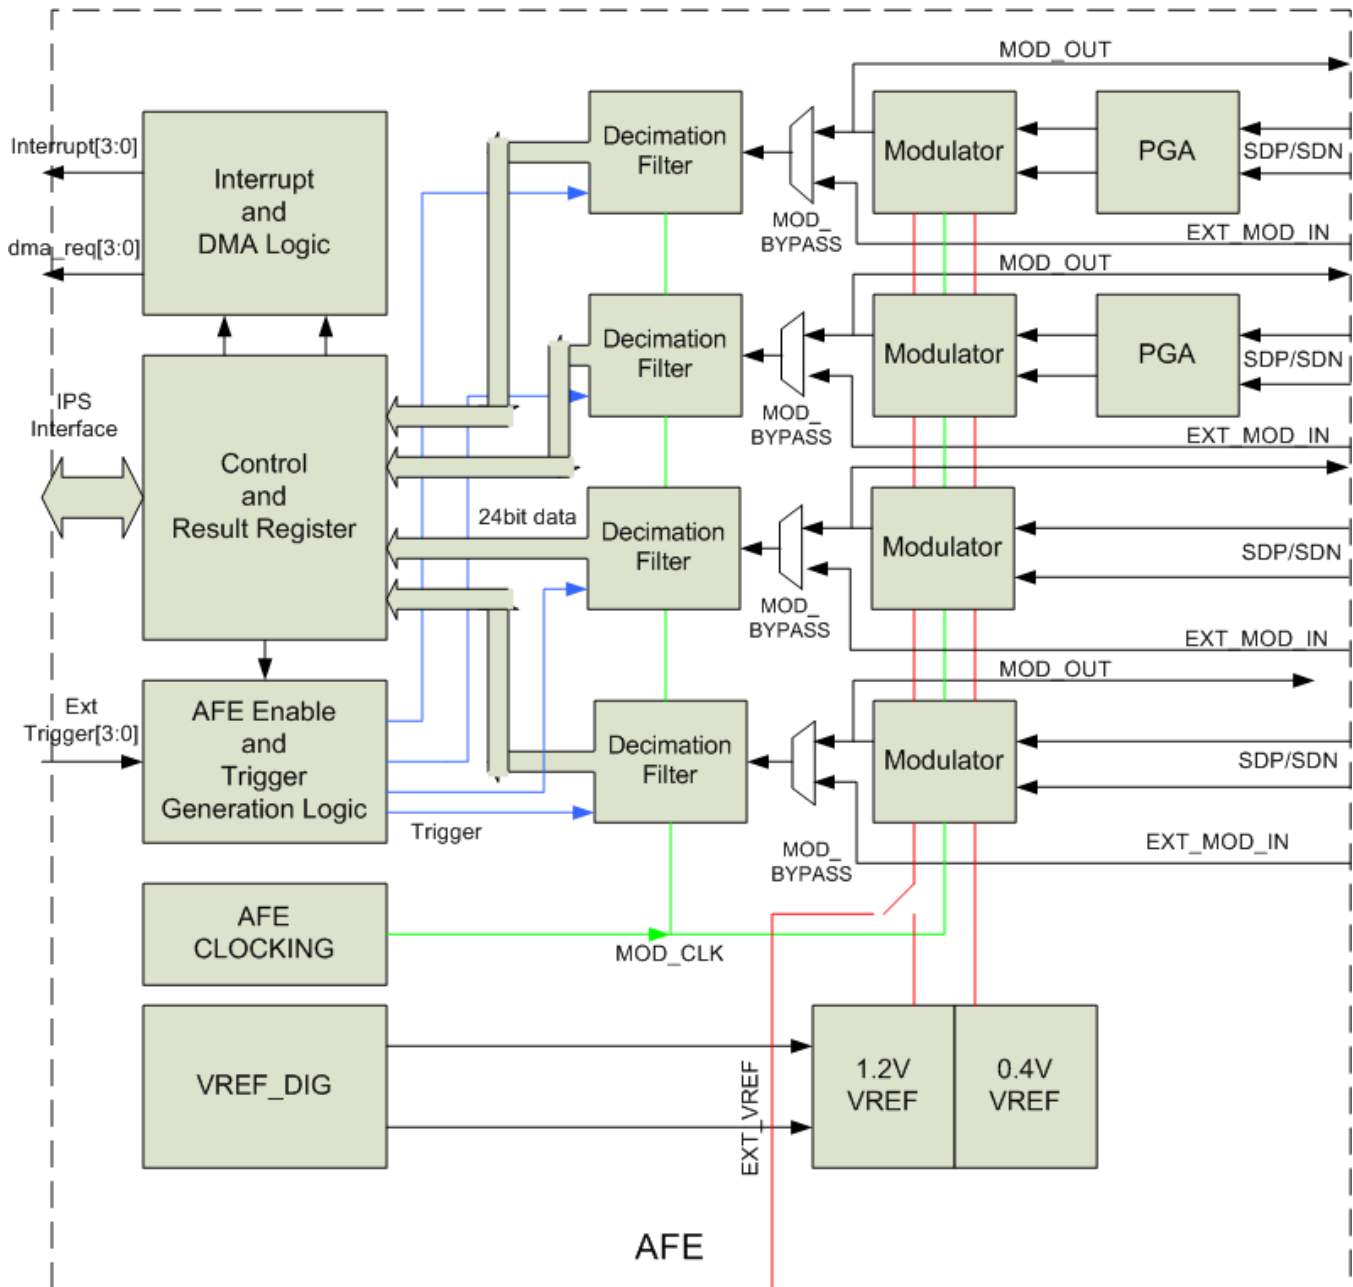 MOD_OUT
Interrupt[3:0]
Interrupt
and
DMA Logic
Decimation
Filter
Modulator
PGA
SDP/SDN
MOD_
BYPASS
EXT_MOD_IN
dma_req[3:0]
MOD_OUT
Decimation
Filter
Modulator
PGA
SDP/SDN
MOD_
BYPASS
EXT_MOD_IN
IPS
Interface
Control
and
Result Register
24bit data
Decimation
Filter
Modulator
SDP/SDN
MOD_
BYPASS
EXT_MOD_IN
MOD_OUT
Ext
Trigger[3:0]
AFE Enable
and
Trigger
Generation Logic
Trigger
Decimation
Filter
Modulator
SDP/SDN
MOD_
BYPASS
EXT_MOD_IN
AFE
CLOCKING
MOD_CLK
VREF_DIG
EXT_VREF
1.2V
VREF
0.4V
VREF
AFE